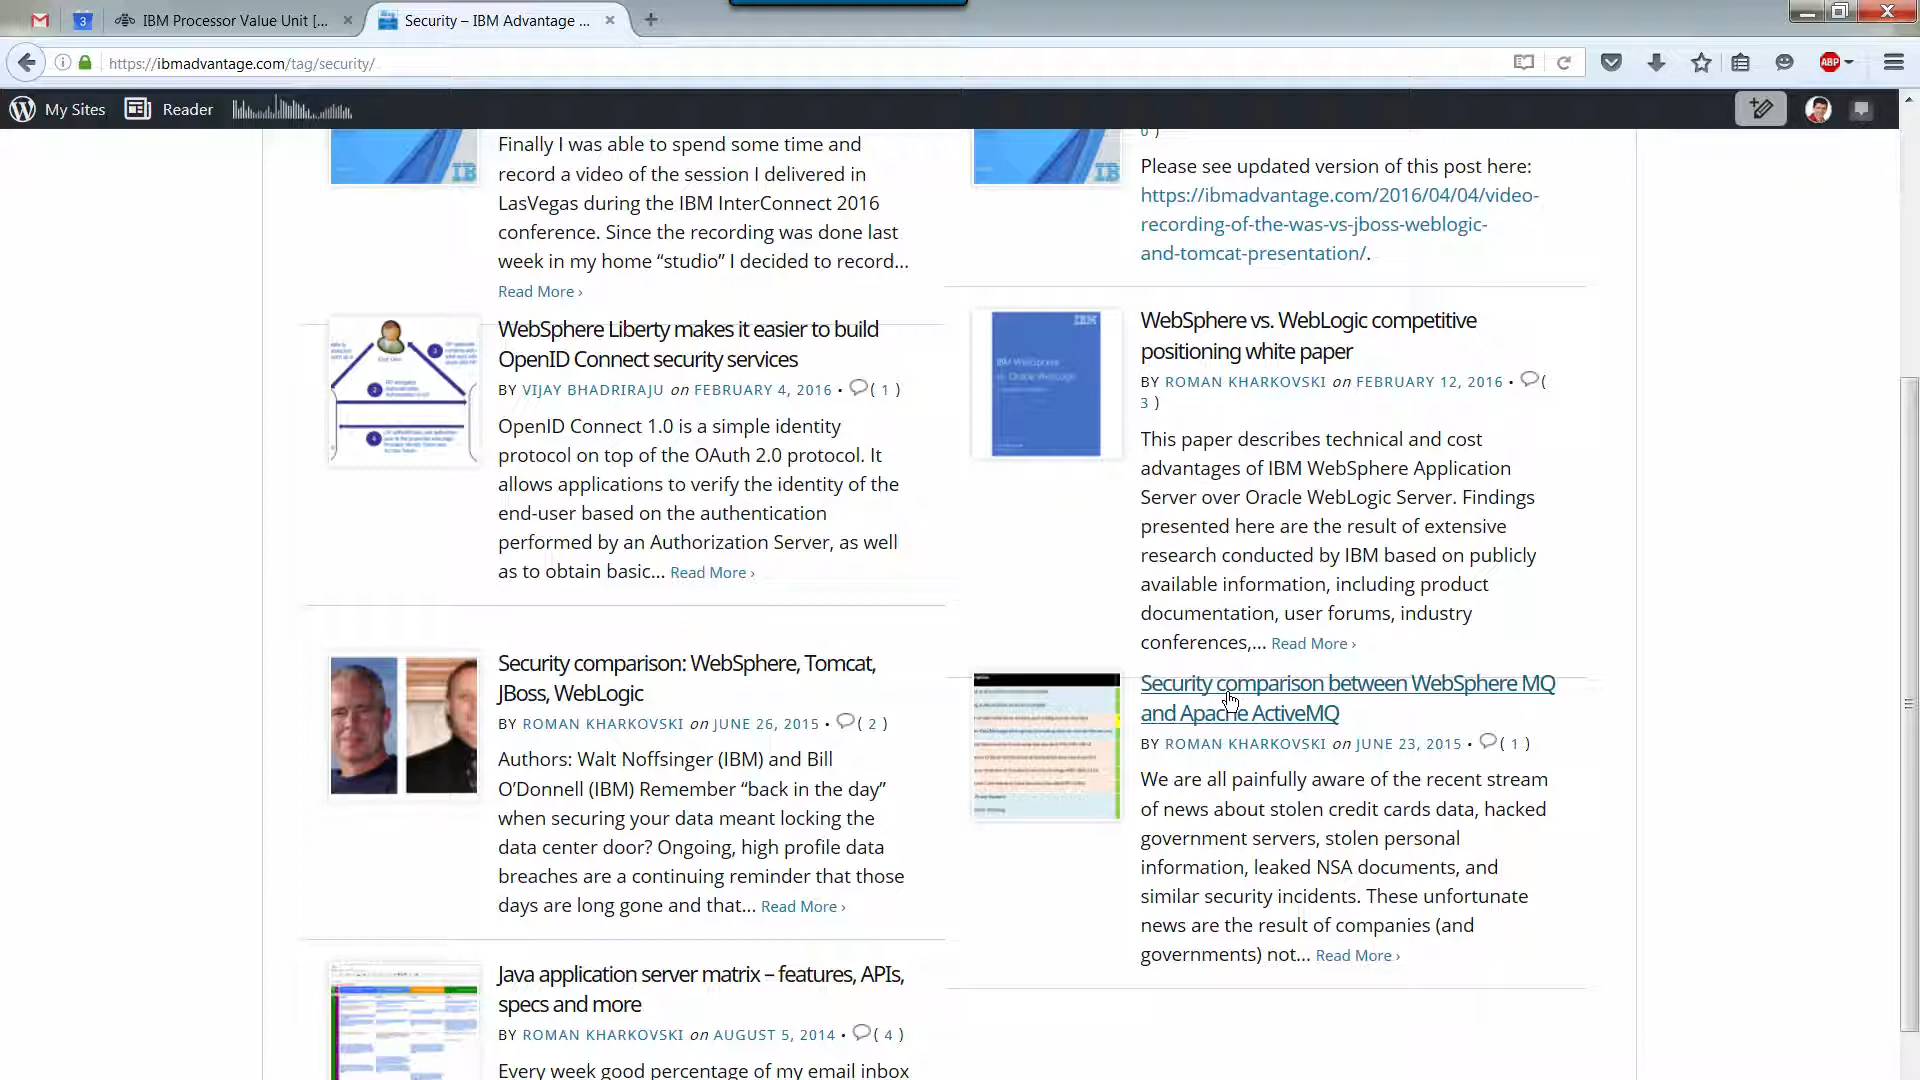 3
IBM Processor Value Unit [...
Security – IBM Advantage ...
https://ibmadvantage.com/tag/security/
ABP
My Sites
Reader
Finally I was able to spend some time and
record a video of the session I delivered in
LasVegas during the IBM InterConnect 2016
conference. Since the recording was done last
week in my home “studio” I decided to record...
Read More ›
WebSphere Liberty makes it easier to build
OpenID Connect security services
BY VIJAY BHADRIRAJU on FEBRUARY 4, 2016 • ( 1 )
OpenID Connect 1.0 is a simple identity
protocol on top of the OAuth 2.0 protocol. It
allows applications to verify the identity of the
end-user based on the authentication
performed by an Authorization Server, as well
as to obtain basic... Read More ›
Security comparison: WebSphere, Tomcat,
JBoss, WebLogic
BY ROMAN KHARKOVSKI on JUNE 26, 2015 • ( 2 )
Authors: Walt Noffsinger (IBM) and Bill
O’Donnell (IBM) Remember “back in the day”
when securing your data meant locking the
data center door? Ongoing, high profile data
breaches are a continuing reminder that those
days are long gone and that... Read More ›
Java application server matrix – features, APIs,
specs and more
BY ROMAN KHARKOVSKI on AUGUST 5, 2014 • ( 4 )
Every week good percentage of my email inbox
0 )
Please see updated version of this post here:
https://ibmadvantage.com/2016/04/04/video-
recording-of-the-was-vs-jboss-weblogic-
and-tomcat-presentation/.
IBM
IBM WebSphere
vs. Oracle WebLogic
WebSphere vs. WebLogic competitive
positioning white paper
BY ROMAN KHARKOVSKI on FEBRUARY 12, 2016 • (
3 )
This paper describes technical and cost
advantages of IBM WebSphere Application
Server over Oracle WebLogic Server. Findings
presented here are the result of extensive
research conducted by IBM based on publicly
available information, including product
documentation, user forums, industry
conferences,... Read More ›
Security comparison between WebSphere MQ
and Apache ActiveMQ
BY ROMAN KHARKOVSKI on JUNE 23, 2015 • ( 1 )
We are all painfully aware of the recent stream
of news about stolen credit cards data, hacked
government servers, stolen personal
information, leaked NSA documents, and
similar security incidents. These unfortunate
news are the result of companies (and
governments) not... Read More ›